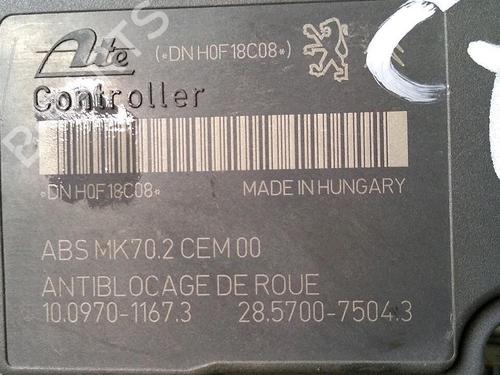 Ate (*DN H0F18C08*)
Controller
*DN H0F18C08* MADE IN HUNGARY
ABS MK70.2 CEM 00
ANTIBLOCAGE DE ROUE
10.0970-1167.3 28.5700-7504.3